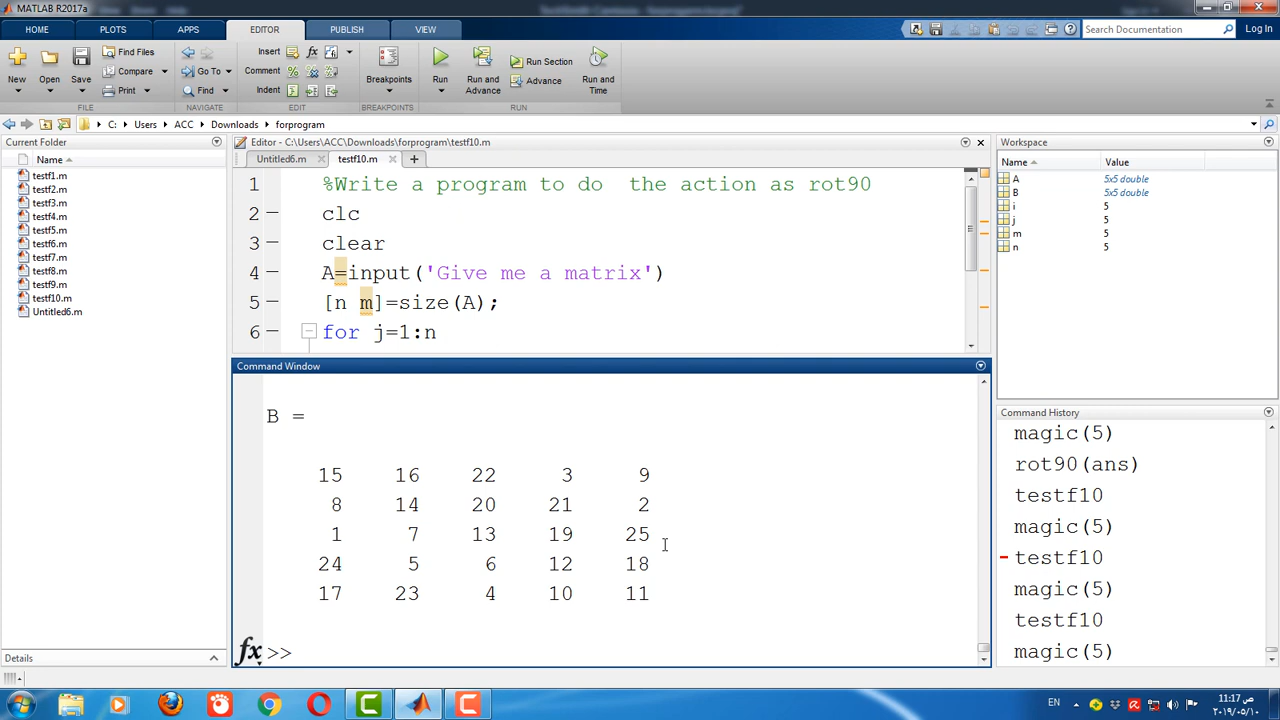 MATLAB R2017a
HOME PLOTS APPS EDITOR PUBLISH VIEW
Search Documentation Log In
New Open Save Find Files Compare Print
Go To Find
Insert fx
Comment
Indent
Breakpoints
Run Run and Advance Run Section Advance Run and Time
FILE NAVIGATE EDIT BREAKPOINTS RUN
C: Users ACC Downloads forprogram
Current Folder
Name
testf1.m
testf2.m
testf3.m
testf4.m
testf5.m
testf6.m
testf7.m
testf8.m
testf9.m
testf10.m
Untitled6.m
Details
Editor - C:\Users\ACC\Downloads\forprogram\testf10.m
Untitled6.m testf10.m
1 %Write a program to do the action as rot90
2 clc
3 clear
4 A=input('Give me a matrix')
5 [n m]=size(A);
6 for j=1:n
Command Window
B =
15 16 22 3 9
8 14 20 21 2
1 7 13 19 25
24 5 6 12 18
17 23 4 10 11
fx >>
Workspace
Name Value
A 5x5 double
B 5x5 double
i 5
j 5
m 5
n 5
Command History
magic(5)
rot90(ans)
testf10
magic(5)
testf10
magic(5)
testf10
magic(5)
EN
11:17 ص
٢٠١٩/٠٥/١٠